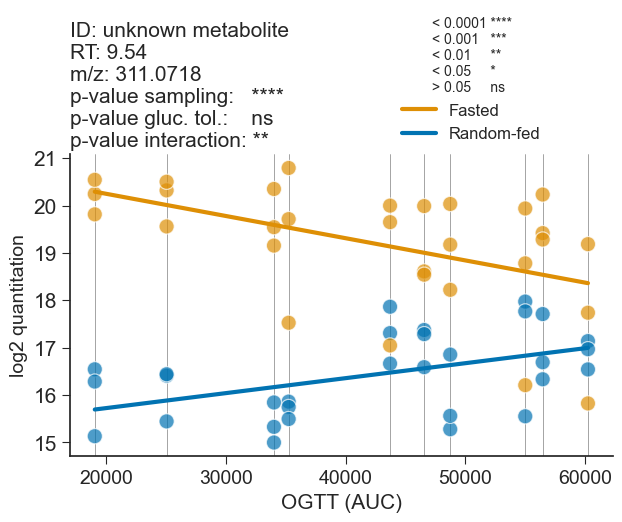 ID: unknown metabolite
RT: 9.54
m/z: 311.0718
p-value sampling: ****
p-value gluc. tol.: ns
p-value interaction: **
< 0.0001 ****
< 0.001 ***
< 0.01 **
< 0.05 *
> 0.05 ns
Fasted
Random-fed
21
20
19
18
17
16
15
log2 quantitation
20000 30000 40000 50000 60000
OGTT (AUC)